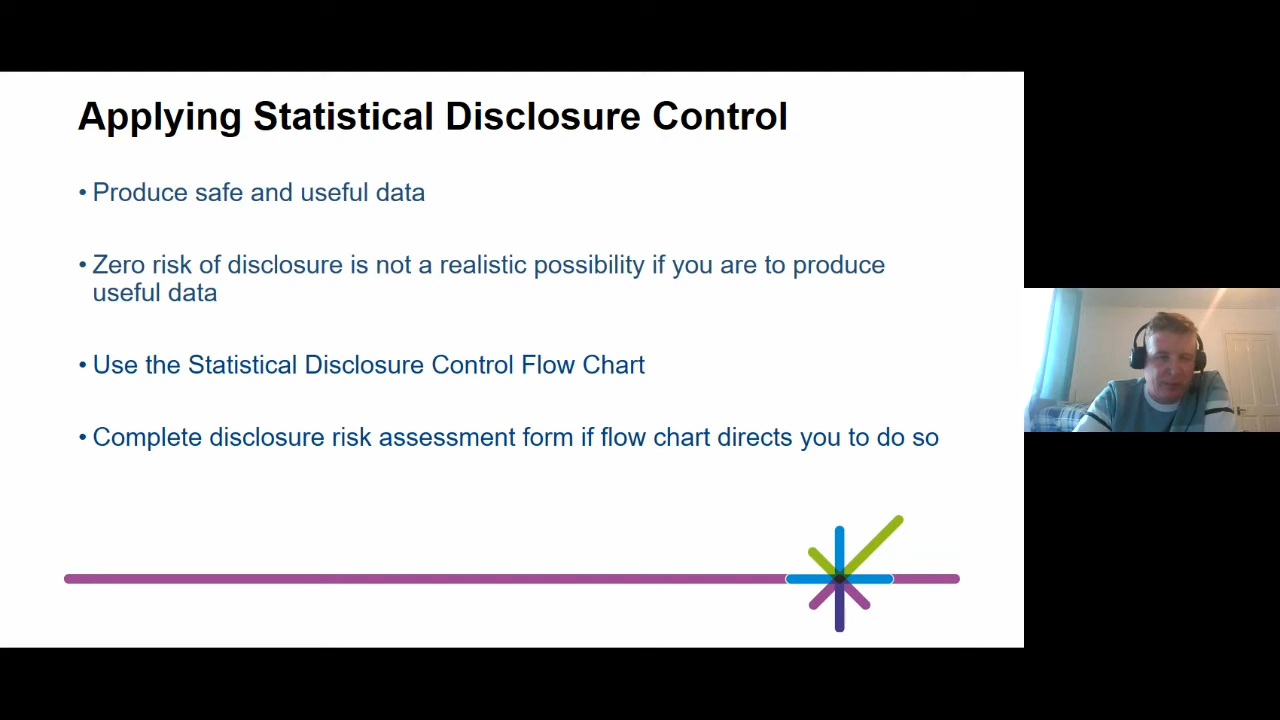 Applying Statistical Disclosure Control
• Produce safe and useful data
• Zero risk of disclosure is not a realistic possibility if you are to produce
useful data
• Use the Statistical Disclosure Control Flow Chart
• Complete disclosure risk assessment form if flow chart directs you to do so